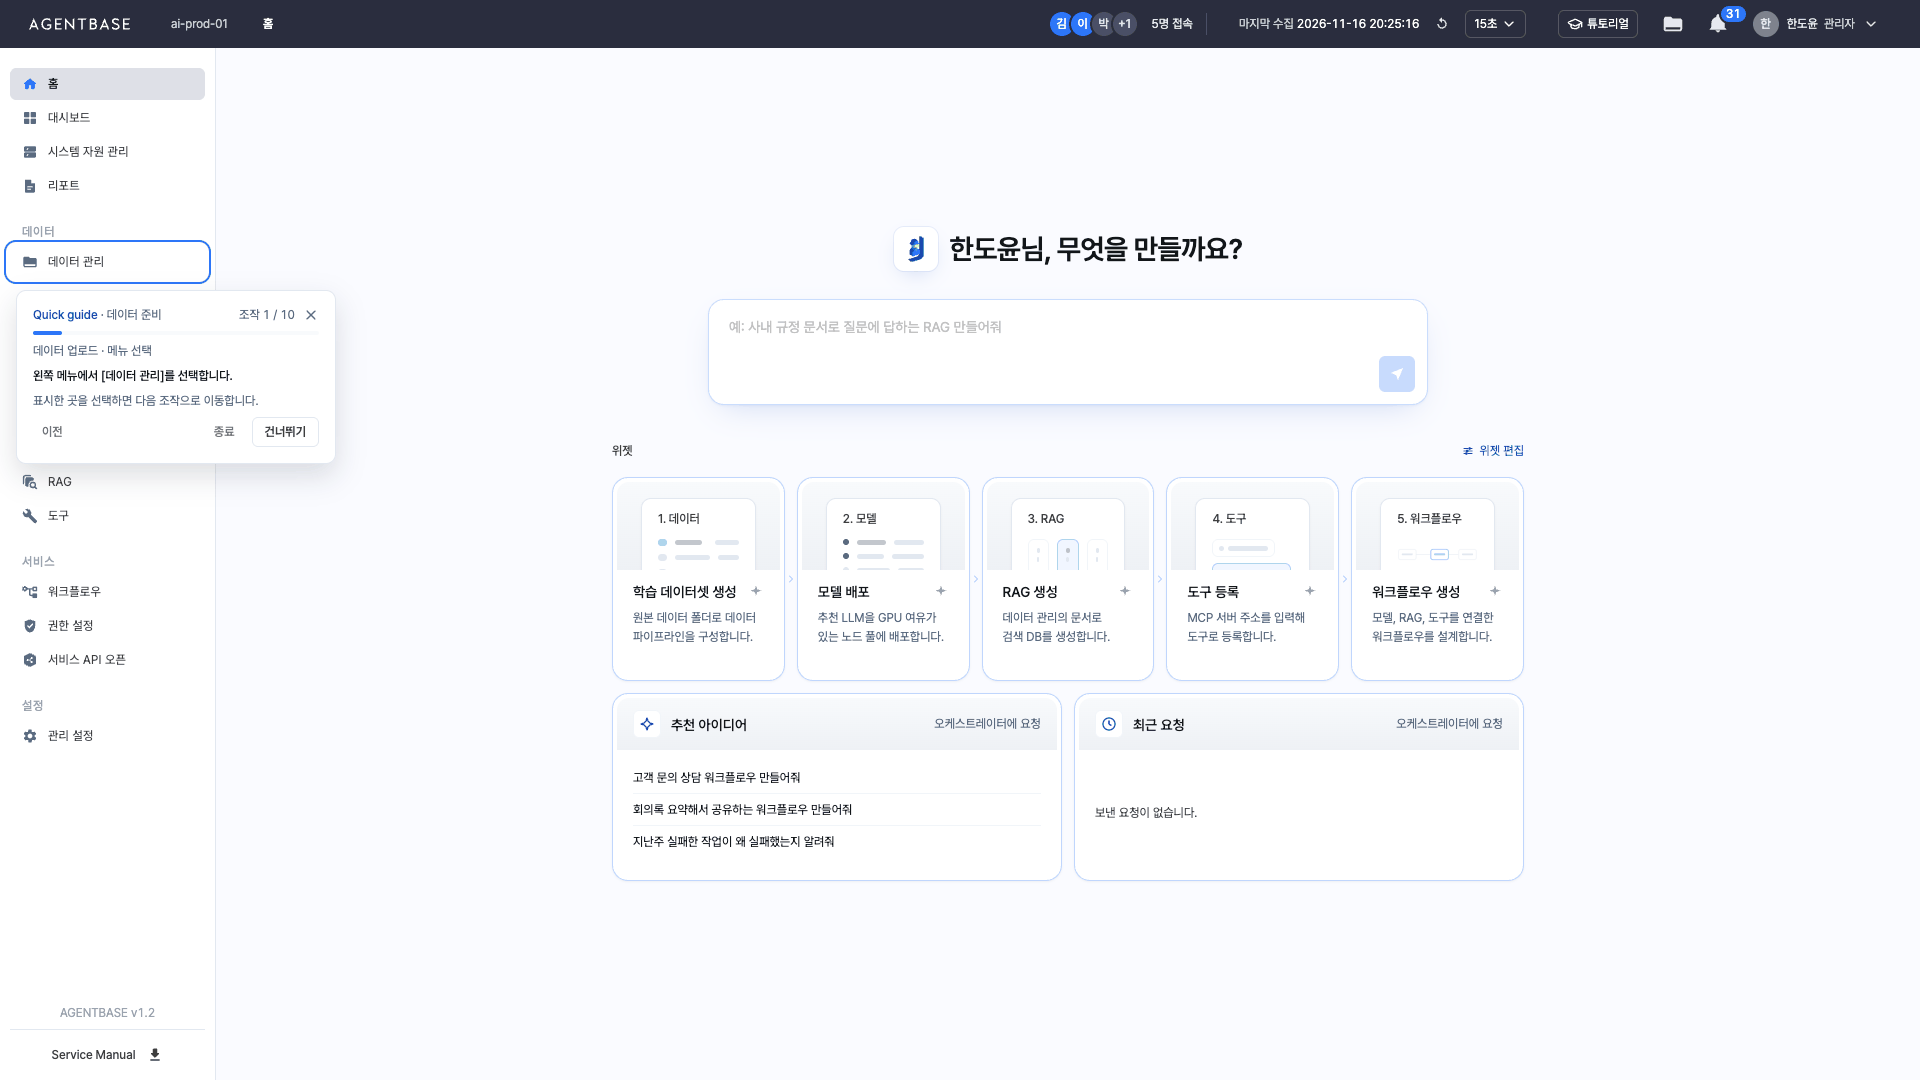 AGENTBASE
ai-prod-01
홈
김
이
박
+1
5명 접속
마지막 수집 2026-11-16 20:25:16
15초
튜토리얼
31
한
한도윤 관리자
홈
대시보드
시스템 자원 관리
리포트
데이터
데이터 관리
Quick guide · 데이터 준비
조작 1 / 10
데이터 업로드 · 메뉴 선택
왼쪽 메뉴에서 [데이터 관리]를 선택합니다.
표시한 곳을 선택하면 다음 조작으로 이동합니다.
이전
종료
건너뛰기
RAG
도구
서비스
워크플로우
권한 설정
서비스 API 오픈
설정
관리 설정
AGENTBASE v1.2
Service Manual
한도윤님, 무엇을 만들까요?
예: 사내 규정 문서로 질문에 답하는 RAG 만들어줘
위젯
위젯 편집
1. 데이터
학습 데이터셋 생성
원본 데이터 폴더로 데이터
파이프라인을 구성합니다.
2. 모델
모델 배포
추천 LLM을 GPU 여유가
있는 노드 풀에 배포합니다.
3. RAG
RAG 생성
데이터 관리의 문서로
검색 DB를 생성합니다.
4. 도구
도구 등록
MCP 서버 주소를 입력해
도구로 등록합니다.
5. 워크플로우
워크플로우 생성
모델, RAG, 도구를 연결한
워크플로우를 설계합니다.
추천 아이디어
오케스트레이터에 요청
고객 문의 상담 워크플로우 만들어줘
회의록 요약해서 공유하는 워크플로우 만들어줘
지난주 실패한 작업이 왜 실패했는지 알려줘
최근 요청
오케스트레이터에 요청
보낸 요청이 없습니다.